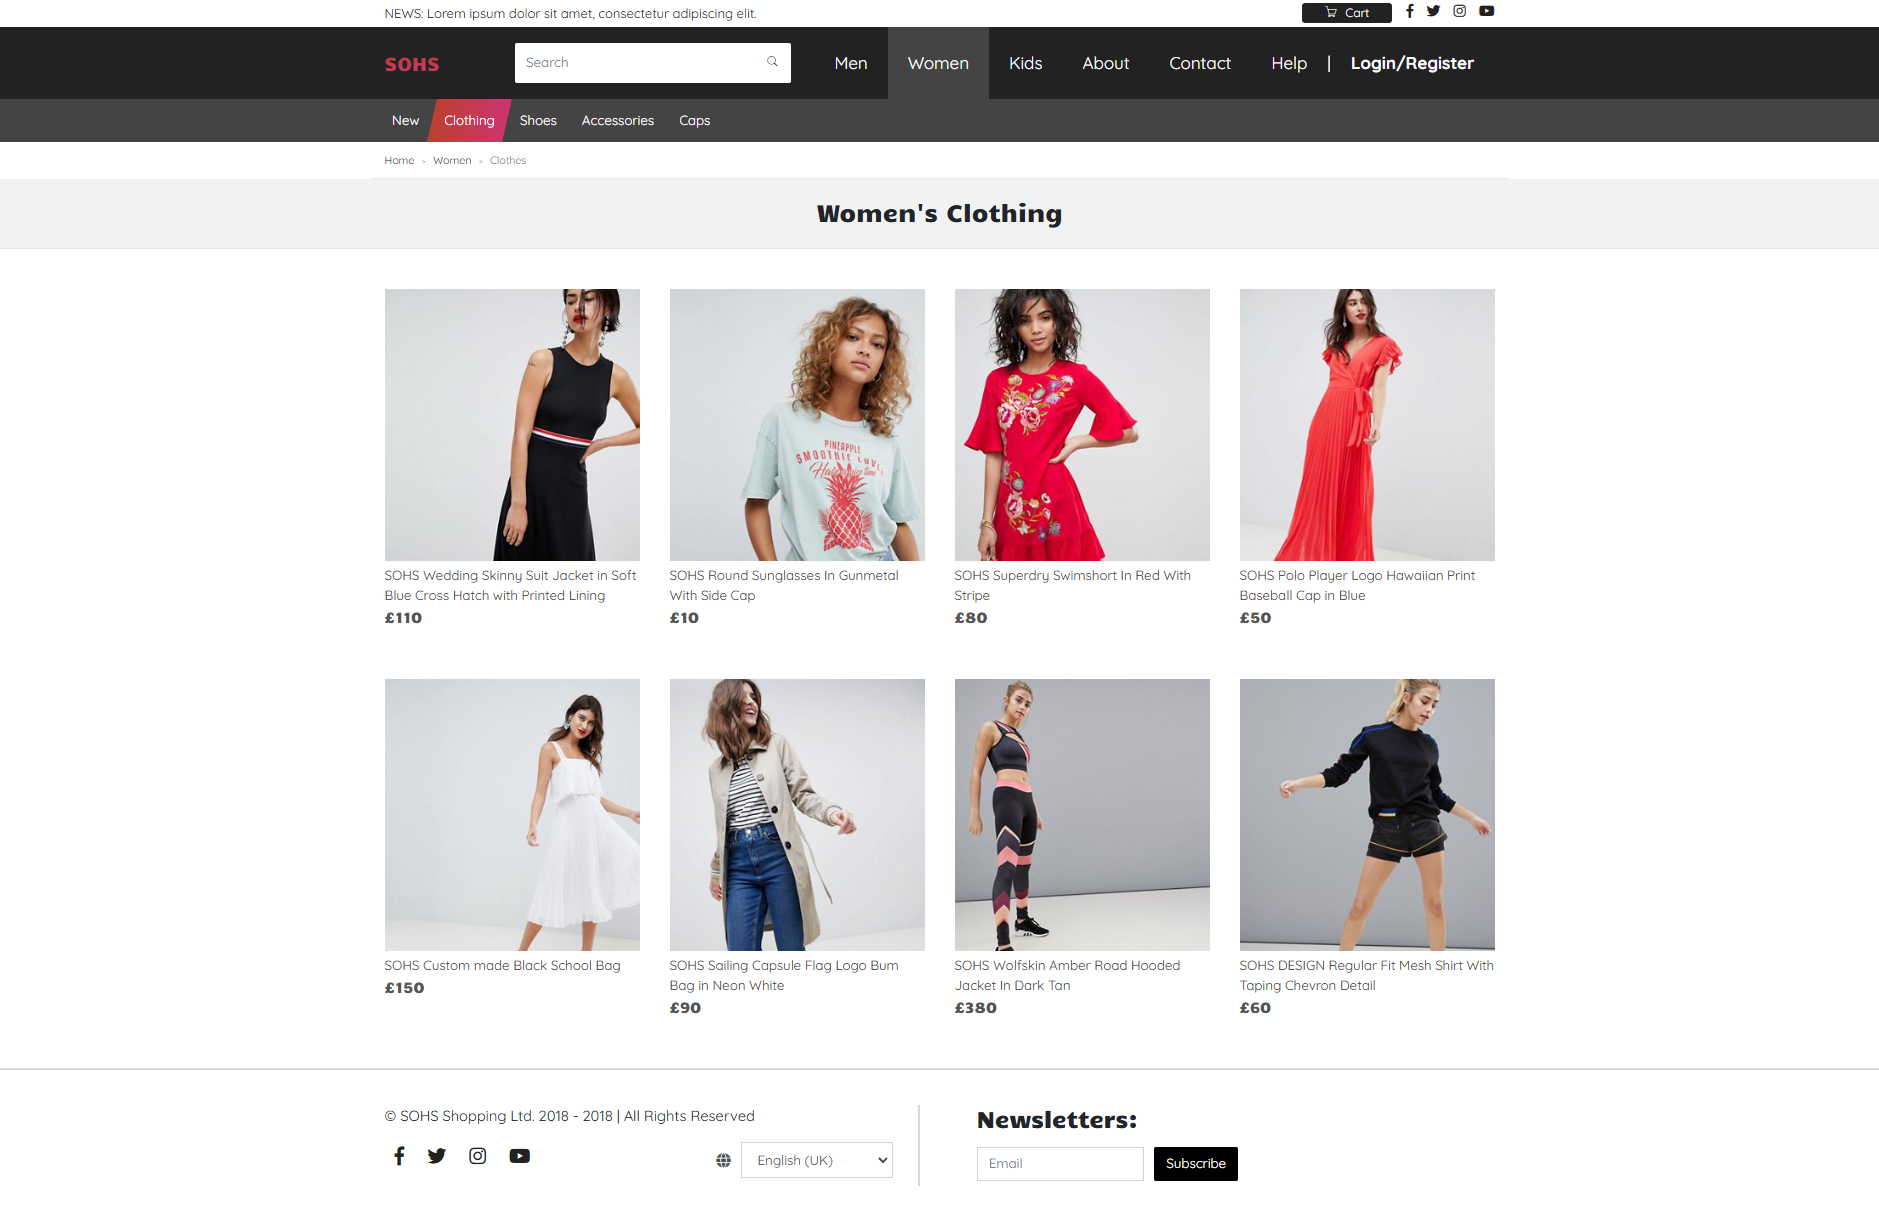 NEWS: Lorem ipsum dolor sit amet, consectetur adipiscing elit.
Cart
SOHS
Search
Men
Women
Kids
About
Contact
Help
|
Login/Register
New
Clothing
Shoes
Accessories
Caps
Home > Women > Clothes
Women's Clothing
PINEAPPLE
SMOOTHIE
SOHS Wedding Skinny Suit Jacket in Soft
Blue Cross Hatch with Printed Lining
£110
SOHS Round Sunglasses In Gunmetal
With Side Cap
£10
SOHS Superdry Swimshort In Red With
Stripe
£80
SOHS Polo Player Logo Hawaiian Print
Baseball Cap in Blue
£50
SOHS Custom made Black School Bag
£150
SOHS Sailing Capsule Flag Logo Bum
Bag in Neon White
£90
SOHS Wolfskin Amber Road Hooded
Jacket In Dark Tan
£380
SOHS DESIGN Regular Fit Mesh Shirt With
Taping Chevron Detail
£60
© SOHS Shopping Ltd. 2018 - 2018 | All Rights Reserved
English (UK)
Newsletters:
Email
Subscribe